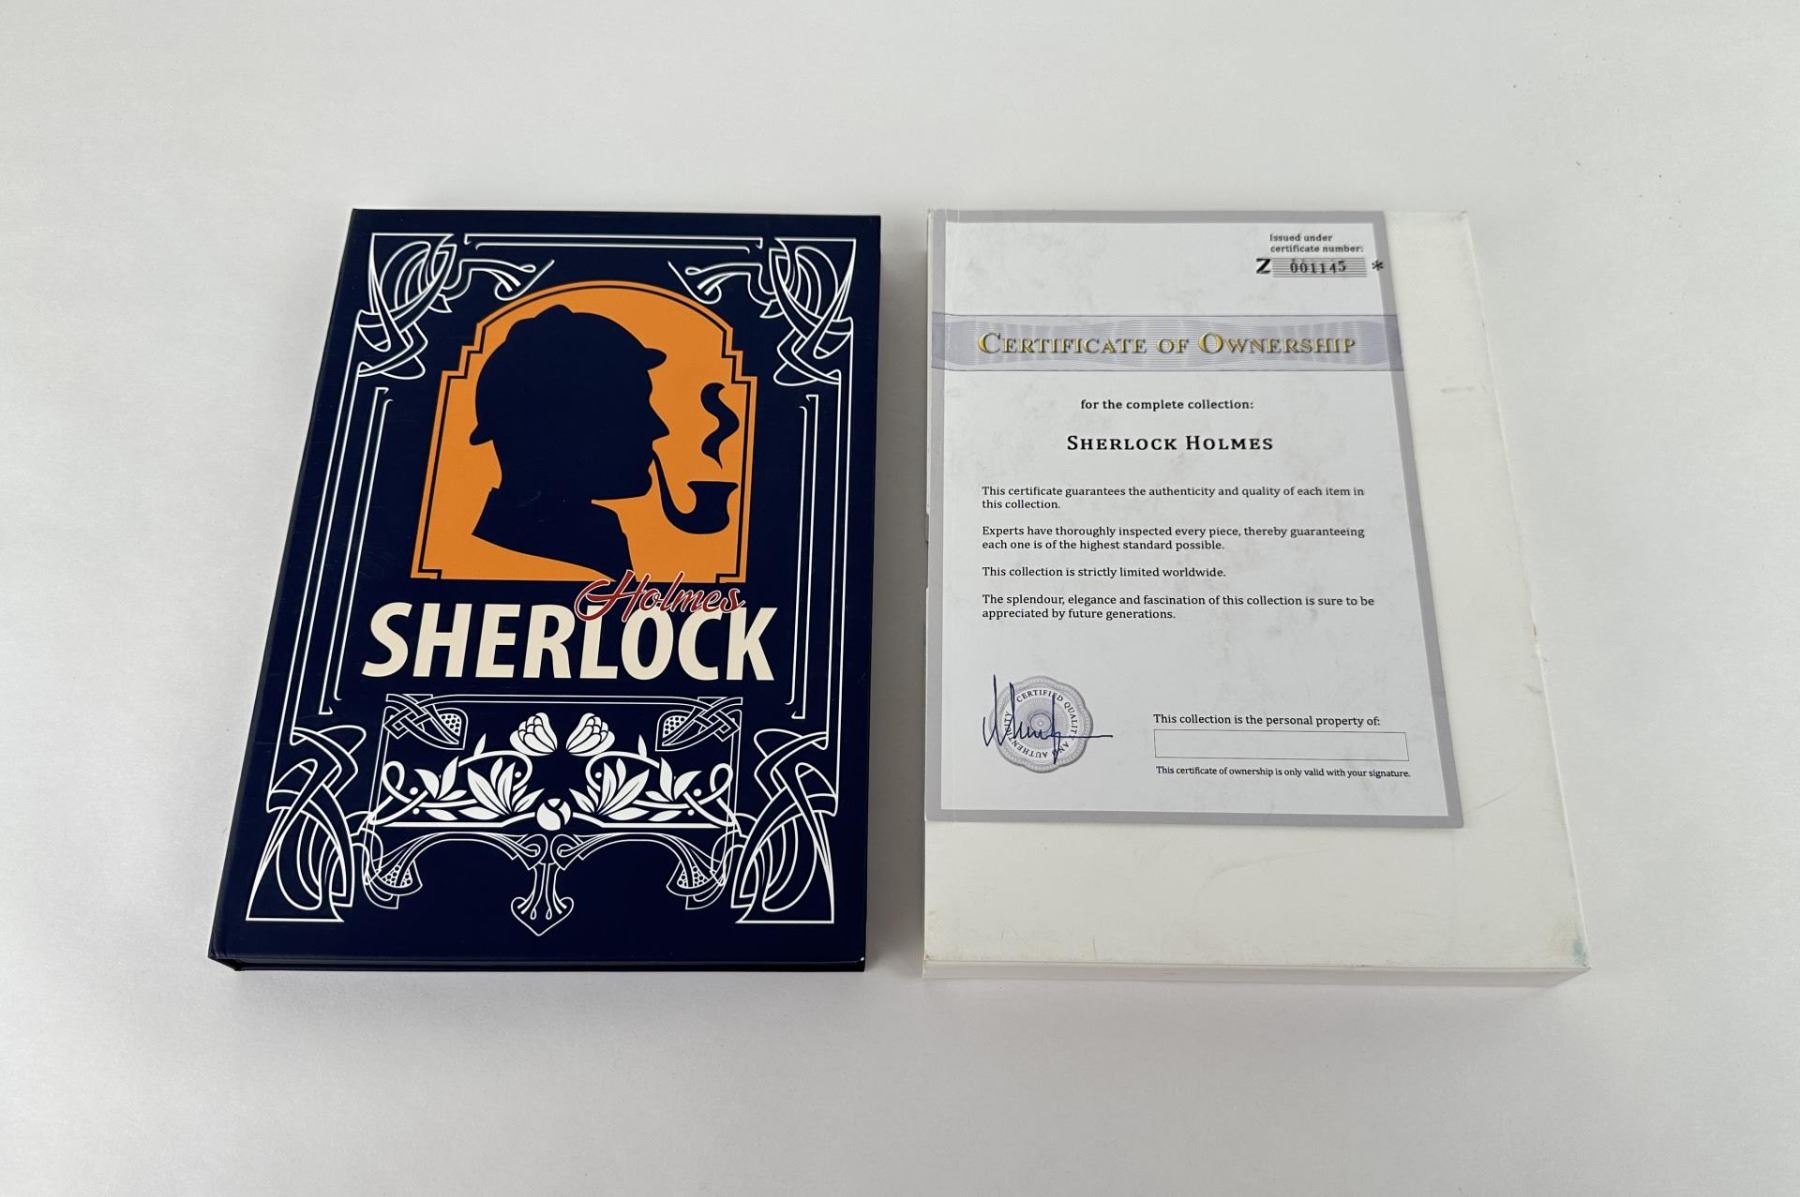 Holmes
SHERLOCK
Issued under
certificate number:
Z 001145 *
CERTIFICATE OF OWNERSHIP
for the complete collection:
SHERLOCK HOLMES
This certificate guarantees the authenticity and quality of each item in
this collection.
Experts have thoroughly inspected every piece, thereby guaranteeing
each one is of the highest standard possible.
This collection is strictly limited worldwide.
The splendour, elegance and fascination of this collection is sure to be
appreciated by future generations.
CERTIFIED QUALITY AND AUTHENTICITY
This collection is the personal property of:
This certificate of ownership is only valid with your signature.